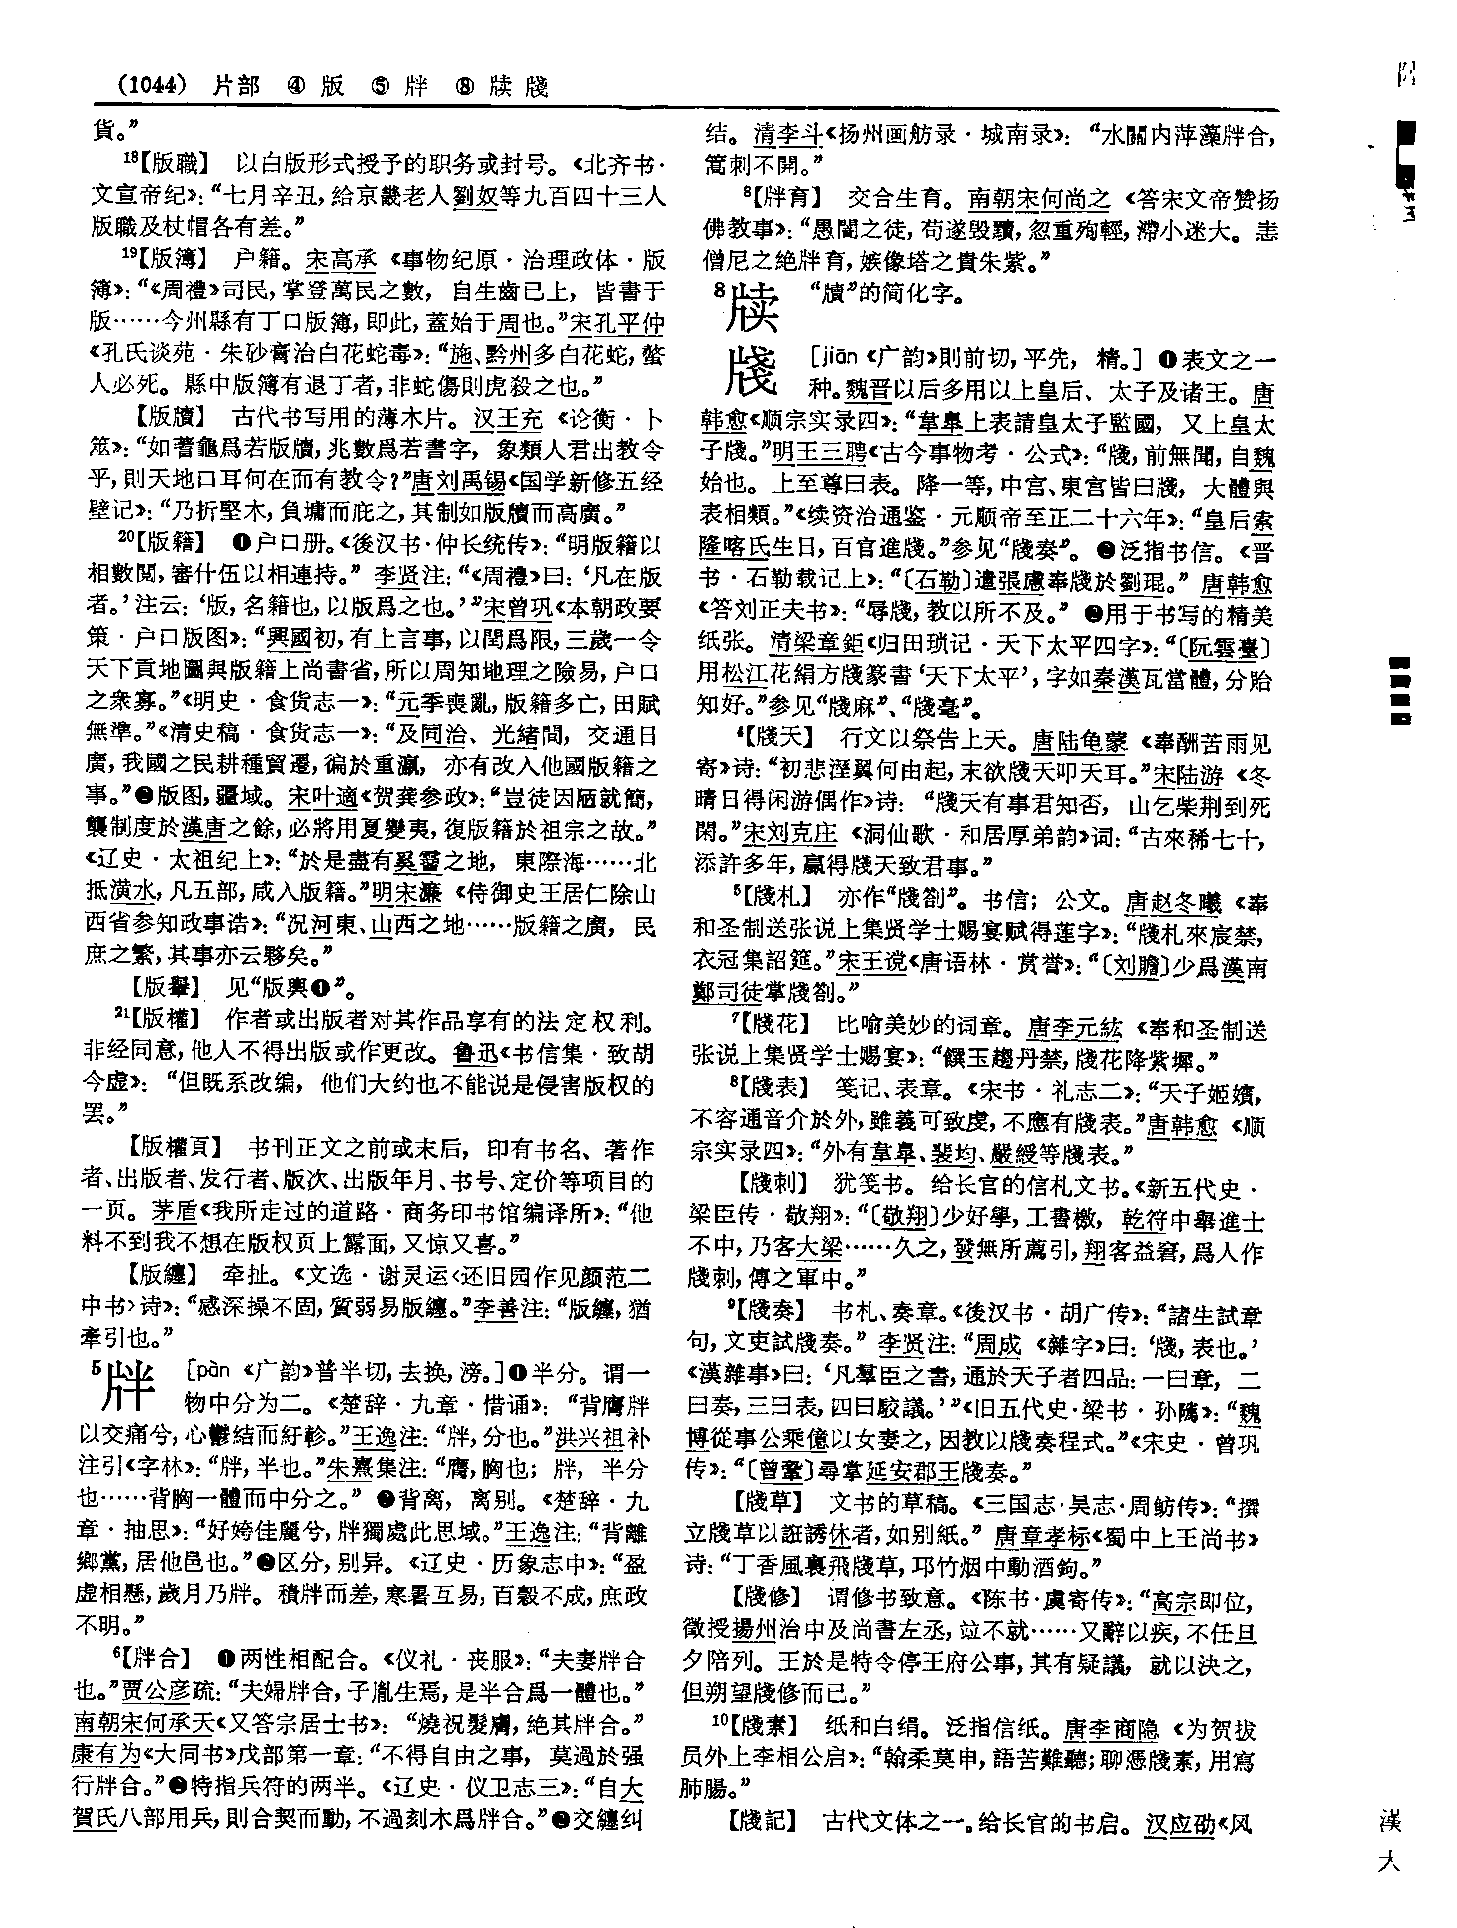 (1044) 片部 ④版 ⑤牉 ⑧牍牋
貨。”
18【版職】 以白版形式授予的职务或封号。《北齐书·
文宣帝纪》：“七月辛丑，給京畿老人劉奴等九百四十三人
版職及杖帽各有差。”
19【版簿】 户籍。宋高承《事物纪原·治理政体·版
簿》：“《周禮》司民，掌登萬民之數，自生齒已上，皆書于
版……今州縣有丁口版簿，即此，蓋始于周也。”宋孔平仲
《孔氏谈苑·朱砂膏治白花蛇毒》：“施、黔州多白花蛇，螫
人必死。縣中版簿有退丁者，非蛇傷則虎殺之也。”
【版牘】 古代书写用的薄木片。汉王充《论衡·卜
筮》：“如蓍龜爲若版牘，兆數爲若書字，象類人君出教令
乎，則天地口耳何在而有教令？”唐刘禹锡《国学新修五经
壁记》：“乃折堅木，負墉而庇之，其制如版牘而高廣。”
20【版籍】 ❶户口册。《後汉书·仲长统传》：“明版籍以
相數閲，審什伍以相連持。”李贤注：“《周禮》曰：‘凡在版
者。’注云：‘版，名籍也，以版爲之也。’”宋曾巩《本朝政要
策·户口版图》：“興國初，有上言事，以閏爲限，三歲一令
天下貢地圖與版籍上尚書省，所以周知地理之險易，户口
之衆寡。”《明史·食货志一》：“元季喪亂，版籍多亡，田賦
無準。”《清史稿·食货志一》：“及同治、光緒間，交通日
廣，我國之民耕種貿遷，徧於重瀛，亦有改入他國版籍之
事。”❷版图，疆域。宋叶適《贺龚参政》：“豈徒因陋就簡，
襲制度於漢唐之餘，必將用夏變夷，復版籍於祖宗之故。”
《辽史·太祖纪上》：“於是盡有奚霫之地，東際海……北
抵潢水，凡五部，咸入版籍。”明宋濂《侍御史王居仁除山
西省参知政事诰》：“况河東、山西之地……版籍之廣，民
庶之繁，其事亦云夥矣。”
【版轝】 见“版輿❶”。
21【版權】 作者或出版者对其作品享有的法定权利。
非经同意，他人不得出版或作更改。鲁迅《书信集·致胡
今虚》：“但既系改编，他们大约也不能说是侵害版权的
罢。”
【版權頁】 书刊正文之前或末后，印有书名、著作
者、出版者、发行者、版次、出版年月、书号、定价等项目的
一页。茅盾《我所走过的道路·商务印书馆编译所》：“他
料不到我不想在版权页上露面，又惊又喜。”
【版纏】 牵扯。《文选·谢灵运〈还旧园作见颜范二
中书〉诗》：“感深操不固，質弱易版纏。”李善注：“版纏，猶
牽引也。”
5牉 [pàn《广韵》普半切，去换，滂。]❶半分。谓一
物中分为二。《楚辞·九章·惜诵》：“背膺牉
以交痛兮，心鬱結而紆軫。”王逸注：“牉，分也。”洪兴祖补
注引《字林》：“牉，半也。”朱熹集注：“膺，胸也；牉，半分
也……背胸一體而中分之。”❷背离，离别。《楚辞·九
章·抽思》：“好姱佳麗兮，牉獨處此異域。”王逸注：“背離
鄉黨，居他邑也。”❸区分，别异。《辽史·历象志中》：“盈
虚相懸，歲月乃牉。積牉而差，寒暑互易，百穀不成，庶政
不明。”
6【牉合】 ❶两性相配合。《仪礼·丧服》：“夫妻牉合
也。”贾公彦疏：“夫婦牉合，子胤生焉，是半合爲一體也。”
南朝宋何承天《又答宗居士书》：“燒祝髮膚，絶其牉合。”
康有为《大同书》戊部第一章：“不得自由之事，莫過於强
行牉合。”❷特指兵符的两半。《辽史·仪卫志三》：“自大
賀氏八部用兵，則合契而動，不過刻木爲牉合。”❸交纏纠
结。清李斗《扬州画舫录·城南录》：“水關内萍藻牉合，
篙刺不開。”
8【牉育】 交合生育。南朝宋何尚之《答宋文帝赞扬
佛教事》：“愚闇之徒，苟遂毁黷，忽重殉輕，滯小迷大。恚
僧尼之絶牉育，嫉像塔之貴朱紫。”
8牍 “牘”的简化字。
牋 [jiān《广韵》則前切，平先，精。]❶表文之一
种。魏晋以后多用以上皇后、太子及诸王。唐
韩愈《顺宗实录四》：“韋臯上表請皇太子監國，又上皇太
子牋。”明王三聘《古今事物考·公式》：“牋，前無聞，自魏
始也。上至尊曰表。降一等，中宫、東宫皆曰牋，大體與
表相類。”《续资治通鉴·元顺帝至正二十六年》：“皇后索
隆喀氏生日，百官進牋。”参见“牋奏”。❷泛指书信。《晋
书·石勒载记上》：“〔石勒〕遣張慮奉牋於劉琨。”唐韩愈
《答刘正夫书》：“辱牋，教以所不及。”❸用于书写的精美
纸张。清梁章鉅《归田琐记·天下太平四字》：“〔阮雲臺〕
用松江花絹方牋篆書‘天下太平’，字如秦漢瓦當體，分貽
知好。”参见“牋麻”、“牋毫”。
4【牋天】 行文以祭告上天。唐陆龟蒙《奉酬苦雨见
寄》诗：“初悲溼翼何由起，末欲牋天叩天耳。”宋陆游《冬
晴日得闲游偶作》诗：“牋天有事君知否，山乞柴荆到死
閑。”宋刘克庄《洞仙歌·和居厚弟韵》词：“古來稀七十，
添許多年，贏得牋天致君事。”
5【牋札】 亦作“牋劄”。书信；公文。唐赵冬曦《奉
和圣制送张说上集贤学士赐宴赋得莲字》：“牋札來宸禁，
衣冠集詔筵。”宋王谠《唐语林·赏誉》：“〔刘瞻〕少爲漢南
鄭司徒掌牋劄。”
7【牋花】 比喻美妙的词章。唐李元紘《奉和圣制送
张说上集贤学士赐宴》：“饌玉趨丹禁，牋花降紫墀。”
8【牋表】 笺记、表章。《宋书·礼志二》：“天子姬嬪，
不容通音介於外，雖義可致虔，不應有牋表。”唐韩愈《顺
宗实录四》：“外有韋臯、裴均、嚴綬等牋表。”
【牋刺】 犹笺书。给长官的信札文书。《新五代史·
梁臣传·敬翔》：“〔敬翔〕少好學，工書檄，乾符中舉進士
不中，乃客大梁……久之，發無所薦引，翔客益窘，爲人作
牋刺，傳之軍中。”
9【牋奏】 书札、奏章。《後汉书·胡广传》：“諸生試章
句，文吏試牋奏。”李贤注：“周成《雜字》曰：‘牋，表也。’
《漢雜事》曰：‘凡羣臣之書，通於天子者四品：一曰章，二
曰奏，三曰表，四曰駮議。’”《旧五代史·梁书·孙隲》：“魏
博從事公乘億以女妻之，因教以牋奏程式。”《宋史·曾巩
传》：“〔曾鞏〕尋掌延安郡王牋奏。”
【牋草】 文书的草稿。《三国志·吴志·周鲂传》：“撰
立牋草以誑誘休者，如别紙。”唐章孝标《蜀中上王尚书》
诗：“丁香風裏飛牋草，邛竹烟中動酒鉤。”
【牋修】 谓修书致意。《陈书·虞寄传》：“高宗即位，
徵授揚州治中及尚書左丞，竝不就……又辭以疾，不任旦
夕陪列。王於是特令停王府公事，其有疑議，就以決之，
但朔望牋修而已。”
10【牋素】 纸和白绢。泛指信纸。唐李商隐《为贺拔
员外上李相公启》：“翰柔莫申，語苦難聽；聊憑牋素，用寫
肺腸。”
【牋記】 古代文体之一。给长官的书启。汉应劭《风
漢
大